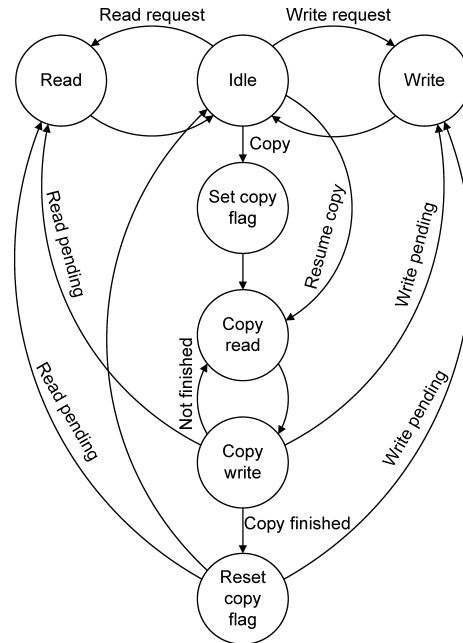 Read request
Write request
Read
Idle
Write
Copy
Set copy
flag
Resume copy
Read pending
Write pending
Copy
read
Not finished
Read pending
Write pending
Copy
write
Copy finished
Reset
copy
flag